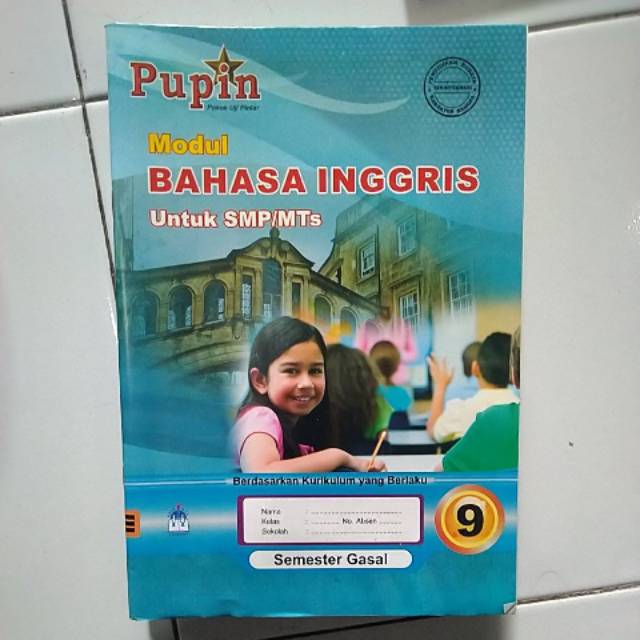 Pupin
Modul
BAHASA INGGRIS
Untuk SMP/MTs
Berdasarkan Kurikulum yang Berlaku
Nama : ........................
Kelas : ........... No. Absen .........
Sekolah : ........................
9
Semester Gasal